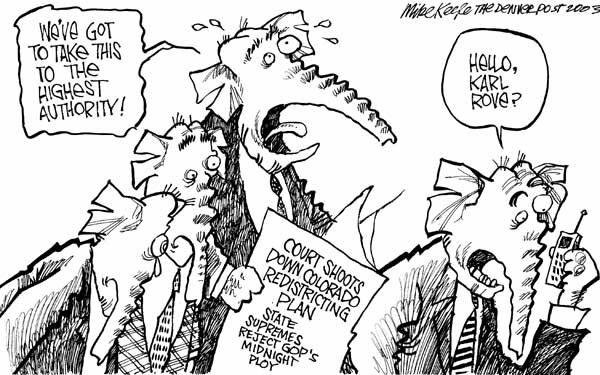 Mike Keefe THE DENVER POST 2003
WE'VE GOT
TO TAKE THIS
TO THE
HIGHEST
AUTHORITY!
HELLO,
KARL
ROVE?
COURT SHOOTS
DOWN COLORADO
REDISTRICTING
PLAN
STATE
SUPREMES
REJECT GOP'S
MIDNIGHT
PLOY